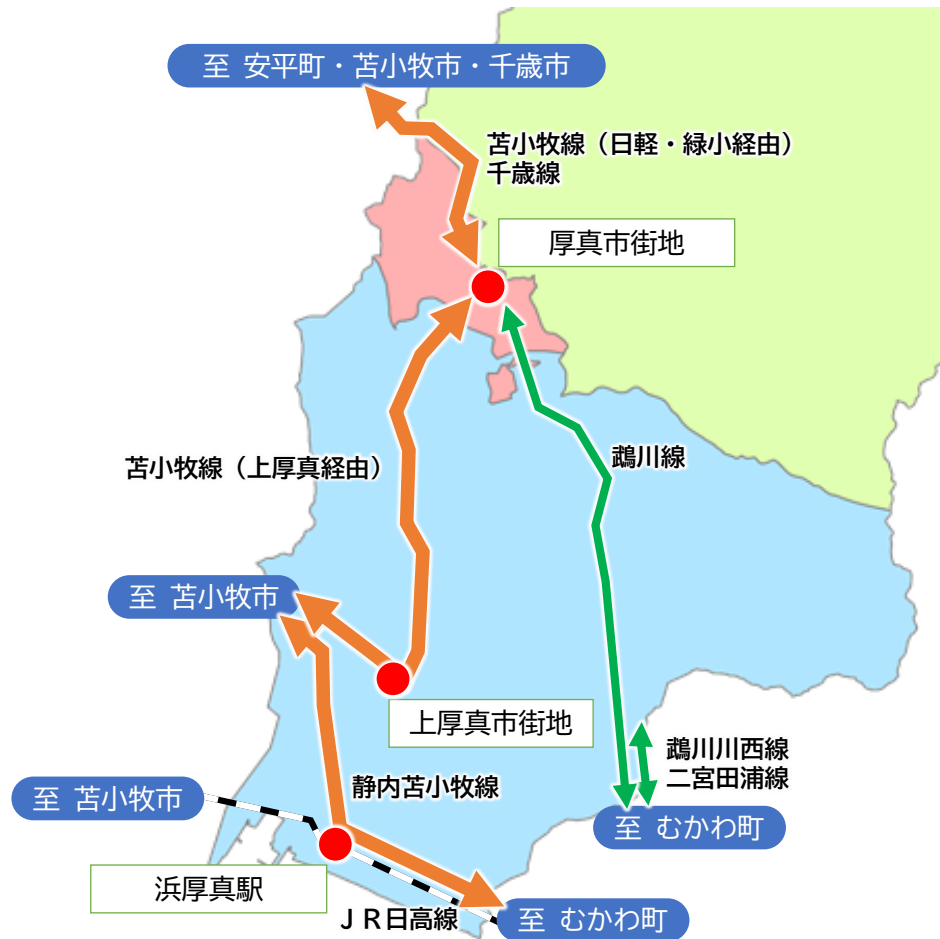 至 安平町・苫小牧市・千歳市
苫小牧線（日軽・緑小経由）
千歳線
厚真市街地
苫小牧線（上厚真経由）
鵡川線
至 苫小牧市
上厚真市街地
鵡川川西線
二宮田浦線
静内苫小牧線
至 苫小牧市
至 むかわ町
浜厚真駅
ＪＲ日高線
至 むかわ町